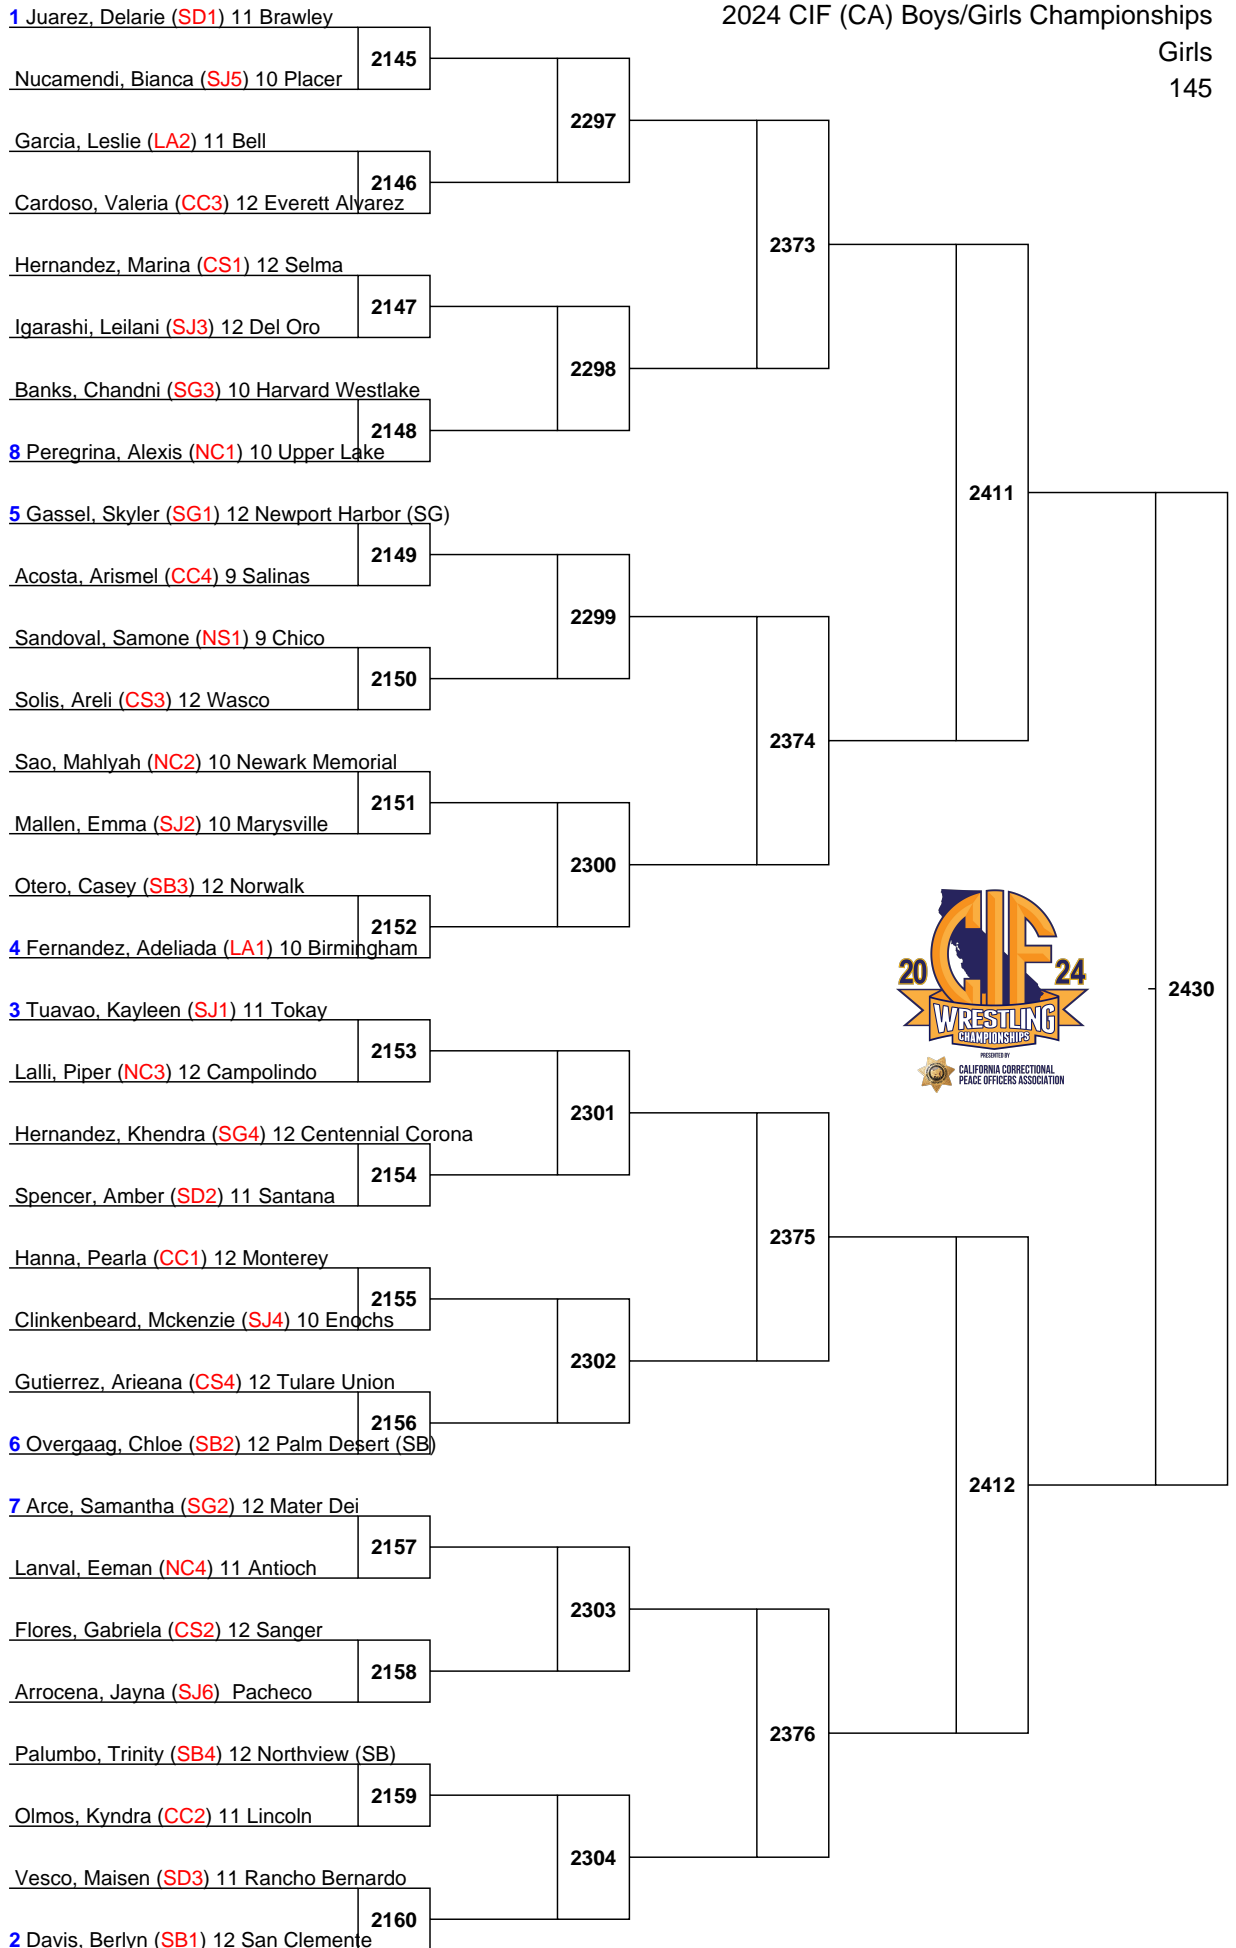 2024 CIF (CA) Boys/Girls Championships
Girls
145
1 Juarez, Delarie (SD1) 11 Brawley
2145
Nucamendi, Bianca (SJ5) 10 Placer
2297
Garcia, Leslie (LA2) 11 Bell
2146
Cardoso, Valeria (CC3) 12 Everett Alvarez
2373
Hernandez, Marina (CS1) 12 Selma
2147
Igarashi, Leilani (SJ3) 12 Del Oro
2298
Banks, Chandni (SG3) 10 Harvard Westlake
2148
8 Peregrina, Alexis (NC1) 10 Upper Lake
2411
5 Gassel, Skyler (SG1) 12 Newport Harbor (SG)
2149
Acosta, Arismel (CC4) 9 Salinas
2299
Sandoval, Samone (NS1) 9 Chico
2150
Solis, Areli (CS3) 12 Wasco
2374
Sao, Mahlyah (NC2) 10 Newark Memorial
2151
Mallen, Emma (SJ2) 10 Marysville
2300
Otero, Casey (SB3) 12 Norwalk
2152
4 Fernandez, Adeliada (LA1) 10 Birmingham
20 CIF 24
WRESTLING
CHAMPIONSHIPS
PRESENTED BY
CALIFORNIA CORRECTIONAL
PEACE OFFICERS ASSOCIATION
2430
3 Tuavao, Kayleen (SJ1) 11 Tokay
2153
Lalli, Piper (NC3) 12 Campolindo
2301
Hernandez, Khendra (SG4) 12 Centennial Corona
2154
Spencer, Amber (SD2) 11 Santana
2375
Hanna, Pearla (CC1) 12 Monterey
2155
Clinkenbeard, Mckenzie (SJ4) 10 Enochs
2302
Gutierrez, Arieana (CS4) 12 Tulare Union
2156
6 Overgaag, Chloe (SB2) 12 Palm Desert (SB)
2412
7 Arce, Samantha (SG2) 12 Mater Dei
2157
Lanval, Eeman (NC4) 11 Antioch
2303
Flores, Gabriela (CS2) 12 Sanger
2158
Arrocena, Jayna (SJ6) Pacheco
2376
Palumbo, Trinity (SB4) 12 Northview (SB)
2159
Olmos, Kyndra (CC2) 11 Lincoln
2304
Vesco, Maisen (SD3) 11 Rancho Bernardo
2160
2 Davis, Berlyn (SB1) 12 San Clemente